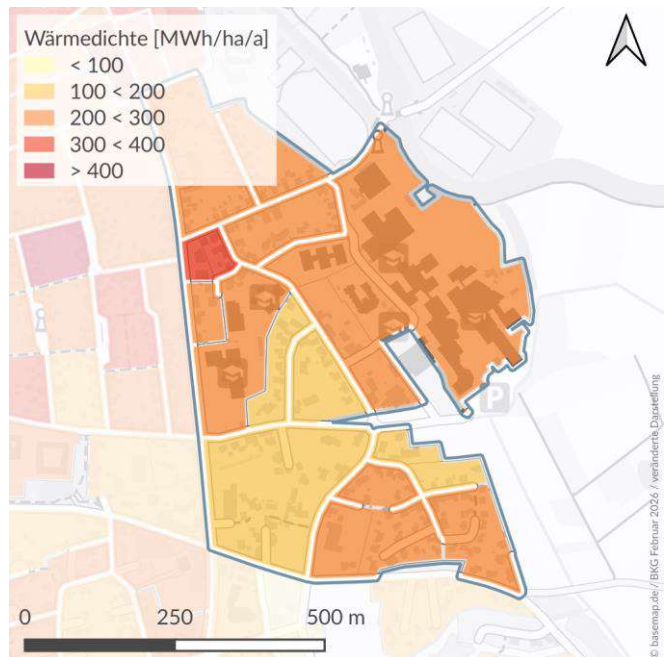 Wärmedichte [MWh/ha/a]
< 100
100 < 200
200 < 300
300 < 400
> 400
P
0 250 500 m
© basemap.de / BKG Februar 2026 / veränderte Darstellung